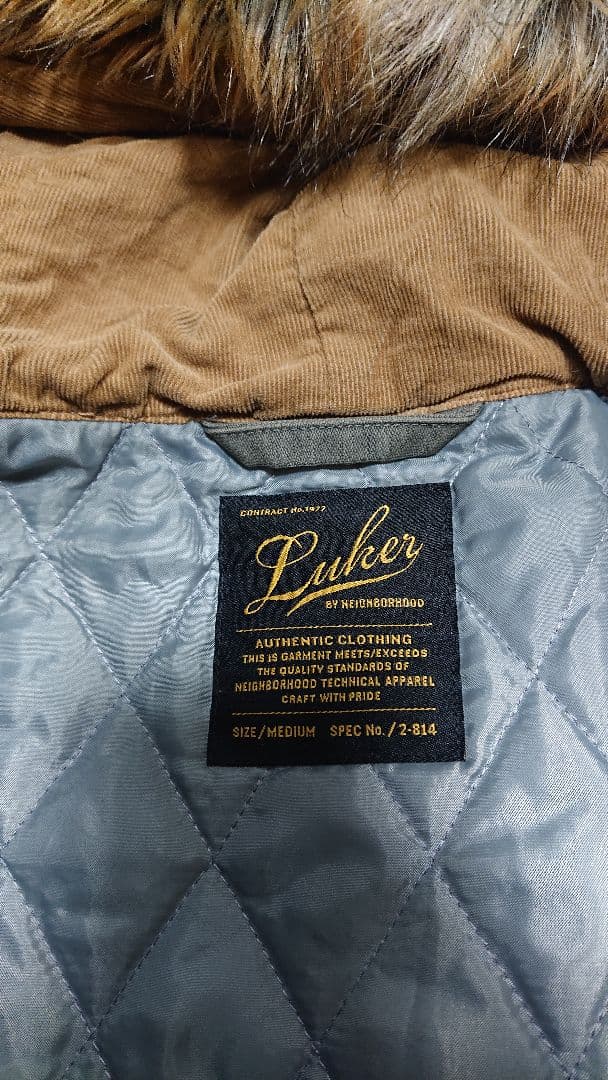 CONTRACT No.1977
Luker
BY NEIGHBORHOOD
AUTHENTIC CLOTHING
THIS IS GARMENT MEETS/EXCEEDS
THE QUALITY STANDARDS OF
NEIGHBORHOOD TECHNICAL APPAREL
CRAFT WITH PRIDE
SIZE/MEDIUM SPEC No./2-814